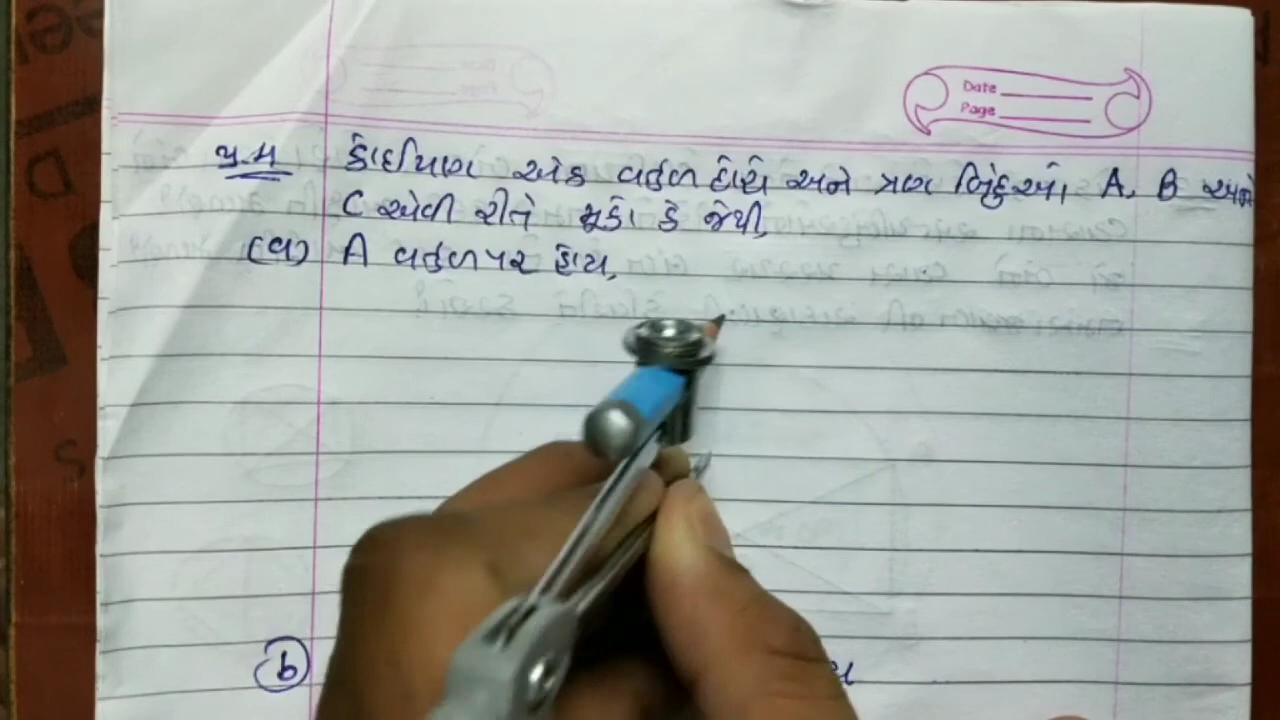 Date
Page
પ્ર.૫ કોઈપણ એક વર્તુળ દોરો અને ત્રણ બિંદુઓ A, B અને
C એવી રીતે મૂકો કે જેથી,
(a) A વર્તુળ પર હોય,
b